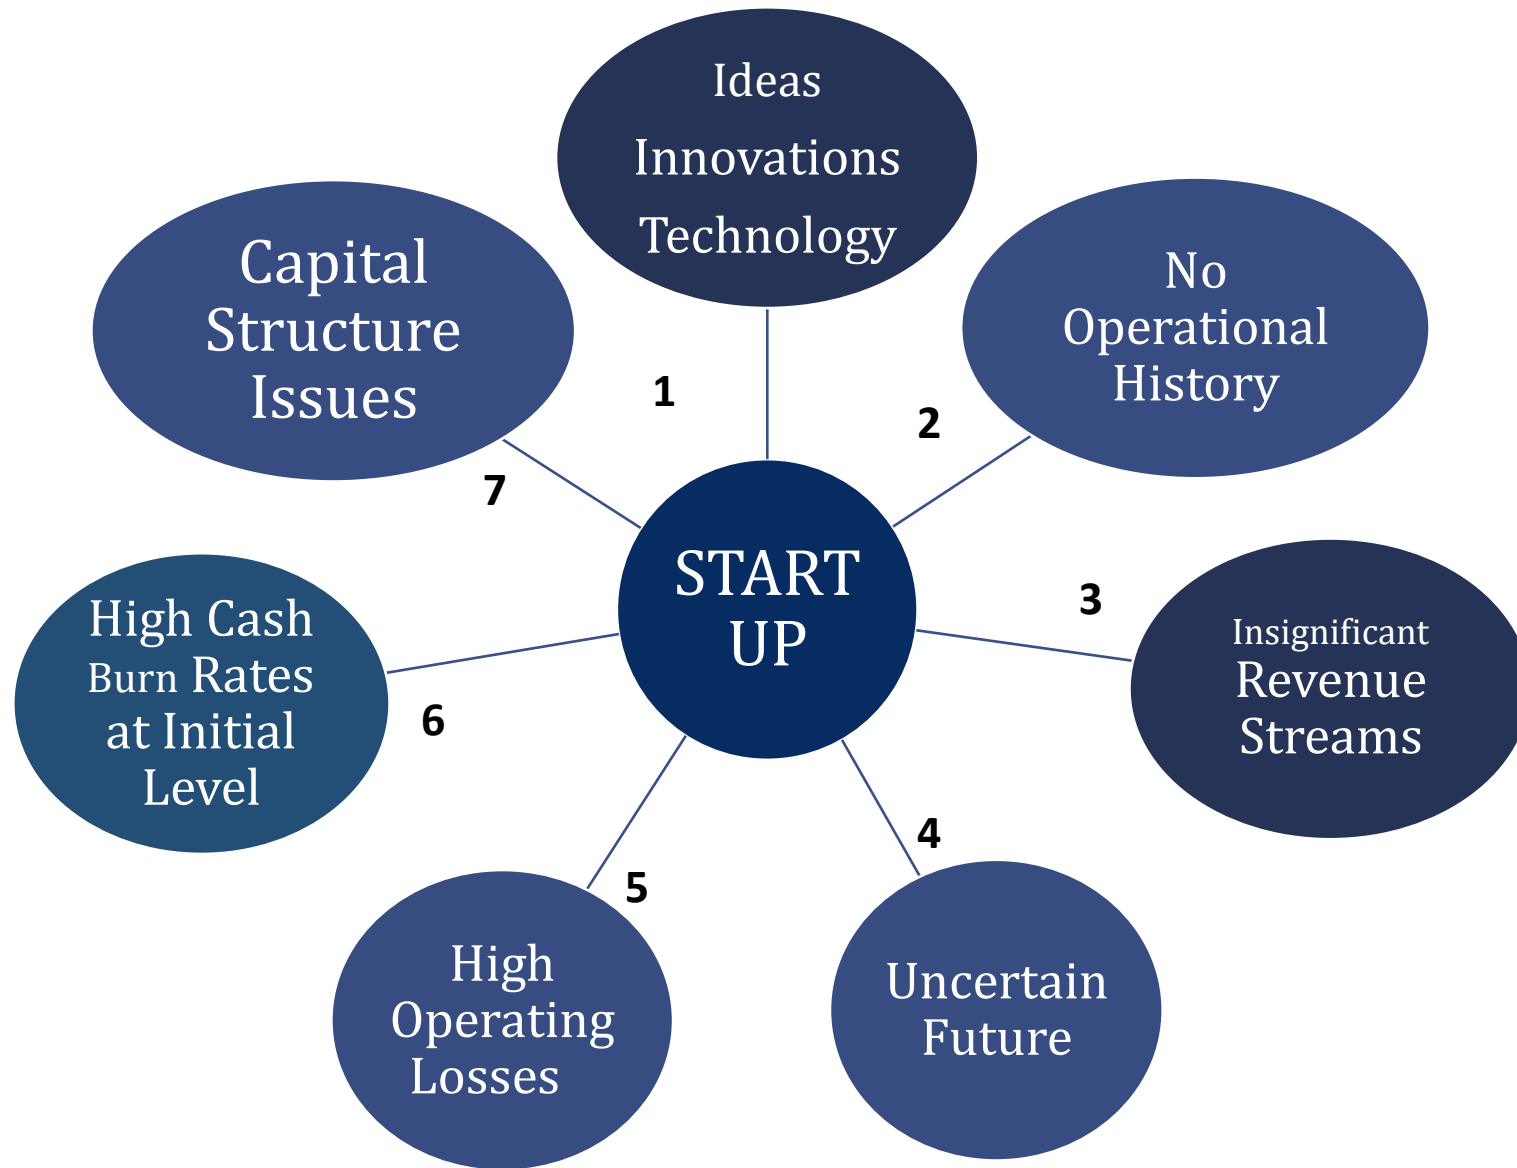 Ideas
Innovations
Technology
1
No
Operational
History
2
Insignificant
Revenue
Streams
3
Uncertain
Future
4
High
Operating
Losses
5
High Cash
Burn Rates
at Initial
Level
6
Capital
Structure
Issues
7
START
UP